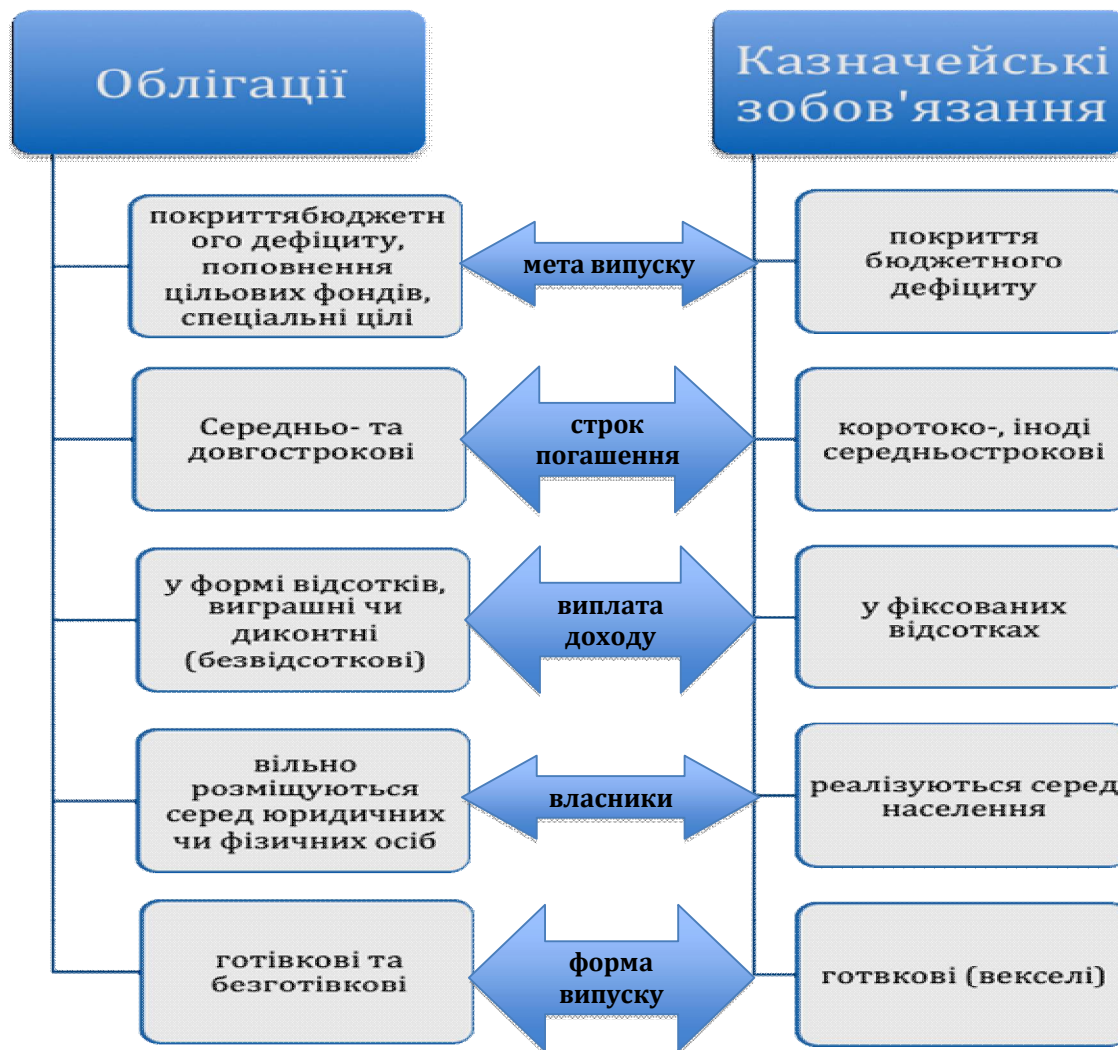 Облігації
Казначейські
зобов'язання
покриттябюджетн
ого дефіциту,
поповнення
цільових фондів,
спеціальні цілі
мета випуску
покриття
бюджетного
дефіциту
Середньо- та
довгострокові
строк
погашення
коротоко-, іноді
середньострокові
у формі відсотків,
виграшні чи
диконтні
(безвідсоткові)
виплата
доходу
у фіксованих
відсотках
вільно
розміщуються
серед юридичних
чи фізичних осіб
власники
реалізуються серед
населення
готівкові та
безготівкові
форма
випуску
готвкові (векселі)